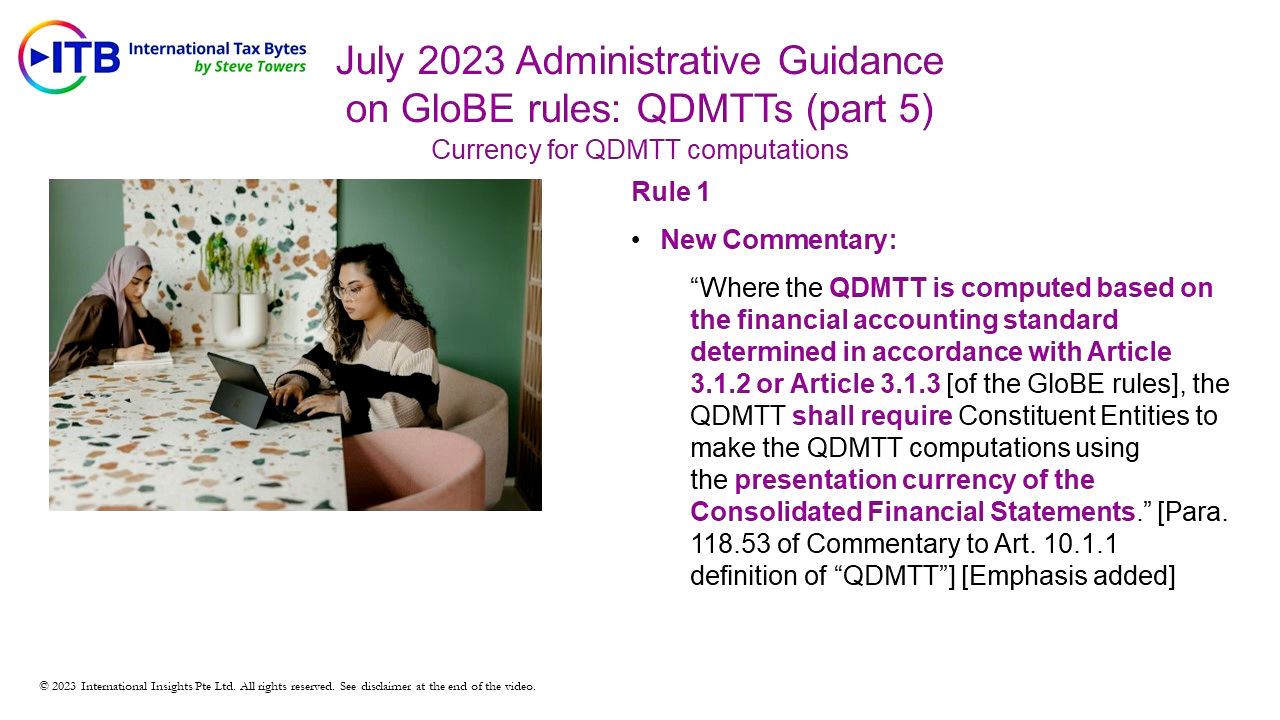 ITB International Tax Bytes
by Steve Towers
July 2023 Administrative Guidance
on GloBE rules: QDMTTs (part 5)
Currency for QDMTT computations
Rule 1
• New Commentary:
“Where the QDMTT is computed based on
the financial accounting standard
determined in accordance with Article
3.1.2 or Article 3.1.3 [of the GloBE rules], the
QDMTT shall require Constituent Entities to
make the QDMTT computations using
the presentation currency of the
Consolidated Financial Statements.” [Para.
118.53 of Commentary to Art. 10.1.1
definition of “QDMTT”] [Emphasis added]
© 2023 International Insights Pte Ltd. All rights reserved. See disclaimer at the end of the video.